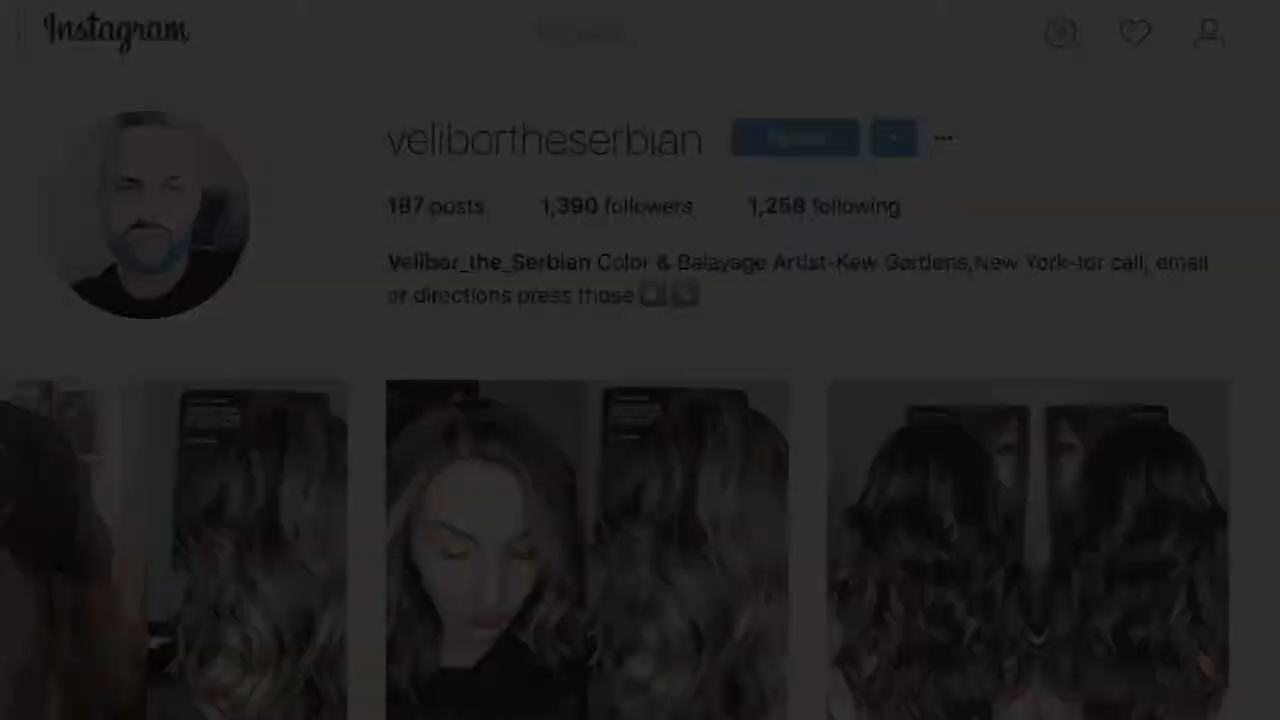 Instagram
velibortheserbian
187 posts 1,390 followers 1,258 following
Velibor_the_Serbian Color & Balayage Artist-Kew Gardens,New York-for call, email
or directions press those